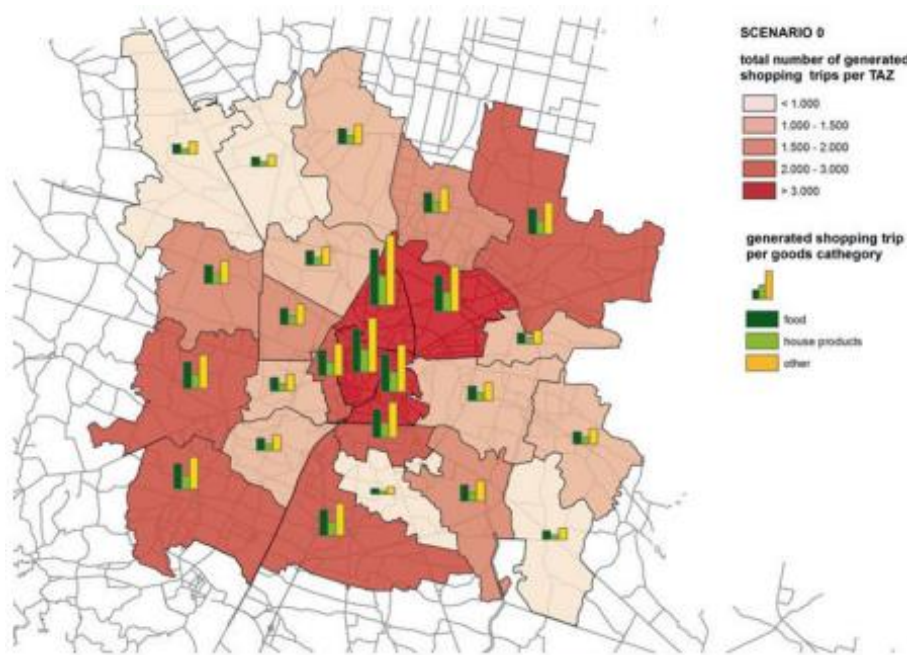 SCENARIO 0
total number of generated
shopping trips per TAZ
< 1.000
1.000 - 1.500
1.500 - 2.000
2.000 - 3.000
> 3.000
generated shopping trip
per goods cathegory
food
house products
other